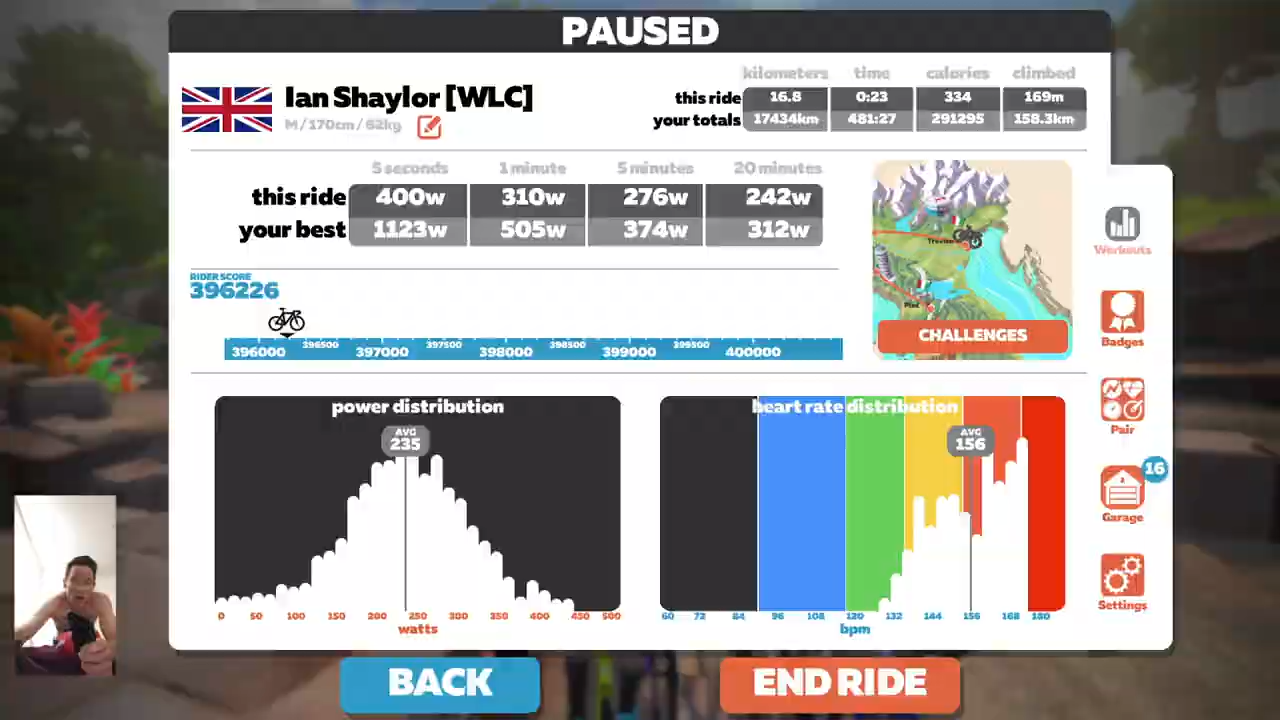 PAUSED
Ian Shaylor [WLC]
M / 170cm / 62kg
kilometers time calories climbed
this ride 16.8 0:23 334 169m
your totals 17434km 481:27 291295 158.3km
5 seconds 1 minute 5 minutes 20 minutes
this ride 400w 310w 276w 242w
your best 1123w 505w 374w 312w
RIDER SCORE
396226
396000 396500 397000 397500 398000 398500 399000 399500 400000
CHALLENGES
power distribution
AVG
235
0 50 100 150 200 250 300 350 400 450 500
watts
heart rate distribution
AVG
156
60 72 84 96 108 120 132 144 156 168 180
bpm
Workouts
Badges
Pair
16
Garage
Settings
BACK
END RIDE